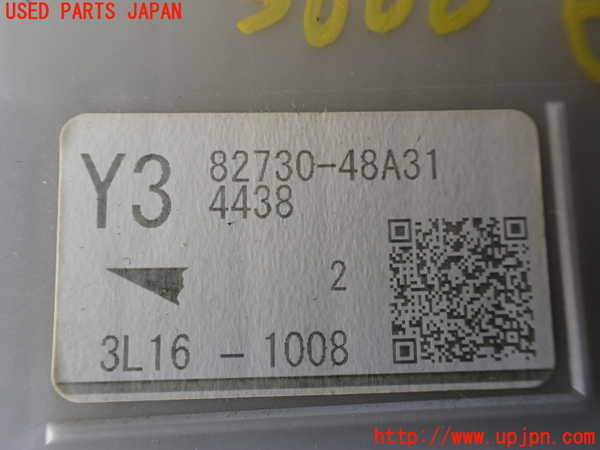 USED PARTS JAPAN
Y3
82730-48A31
4438
2
3L16 - 1008
http://www.upjpn.com/